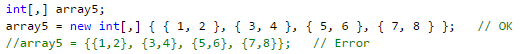 int[,] array5;
array5 = new int[,] { { 1, 2 }, { 3, 4 }, { 5, 6 }, { 7, 8 } };   // OK
//array5 = {{1,2}, {3,4}, {5,6}, {7,8}};   // Error